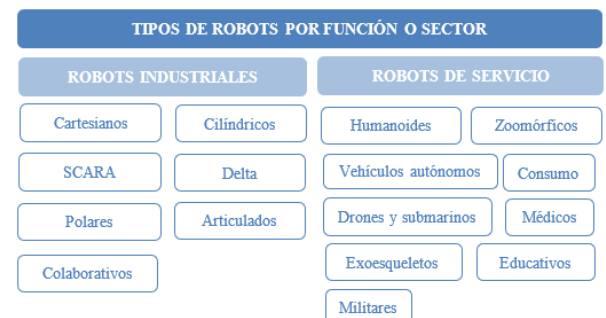 TIPOS DE ROBOTS POR FUNCIÓN O SECTOR
ROBOTS INDUSTRIALES
Cartesianos
Cilíndricos
SCARA
Delta
Polares
Articulados
Colaborativos
ROBOTS DE SERVICIO
Humanoides
Zoomórficos
Vehículos autónomos
Consumo
Drones y submarinos
Médicos
Exoesqueletos
Educativos
Militares